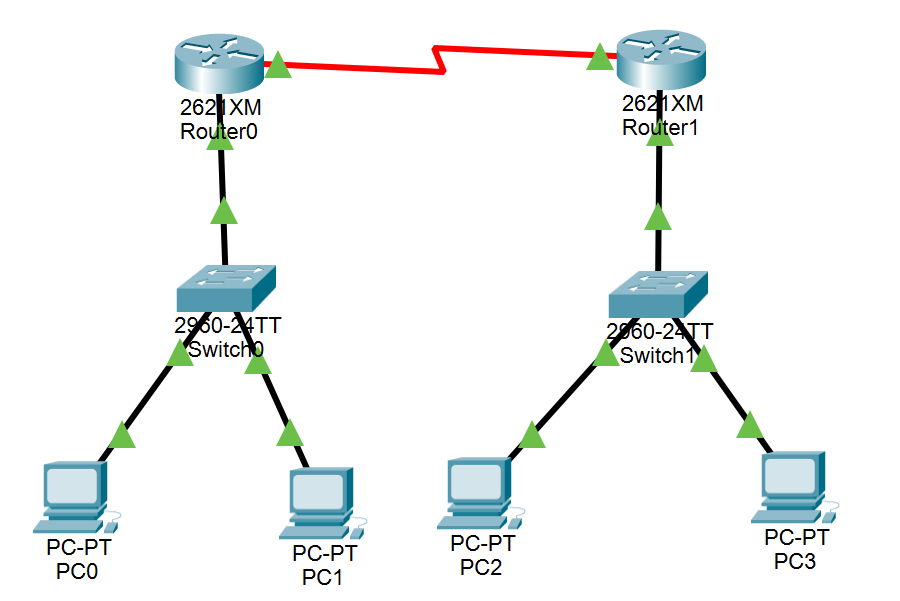 2621XM
Router0
2621XM
Router1
2960-24TT
Switch0
2960-24TT
Switch1
PC-PT
PC0
PC-PT
PC1
PC-PT
PC2
PC-PT
PC3